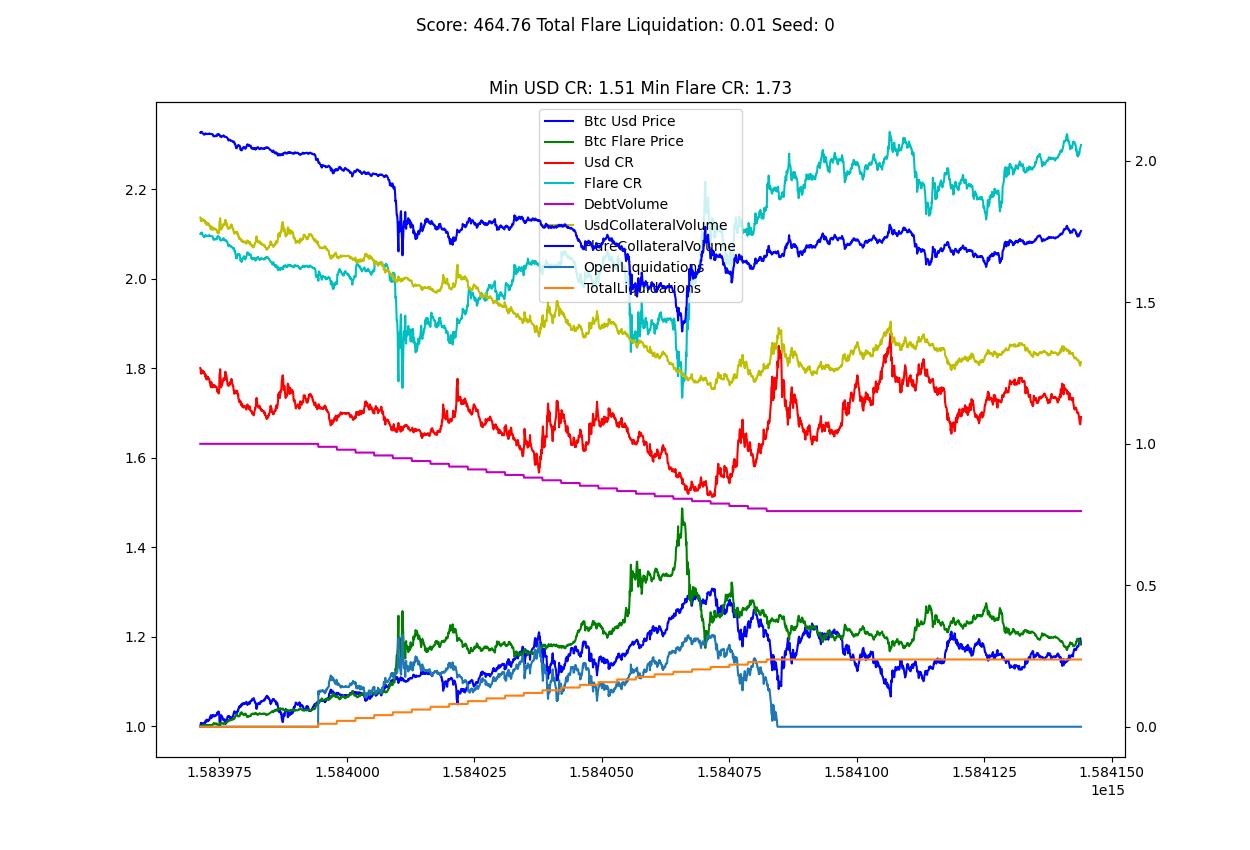 Score: 464.76 Total Flare Liquidation: 0.01 Seed: 0
Min USD CR: 1.51 Min Flare CR: 1.73
Btc Usd Price
Btc Flare Price
Usd CR
Flare CR
DebtVolume
UsdCollateralVolume
FlareCollateralVolume
OpenLiquidations
TotalLiquidations
2.2
2.1
2.0
1.8
1.6
1.4
1.2
1.0
2.0
1.5
1.0
0.5
0.0
1.583975
1.584000
1.584025
1.584050
1.584075
1.584100
1.584125
1.584150
1e15